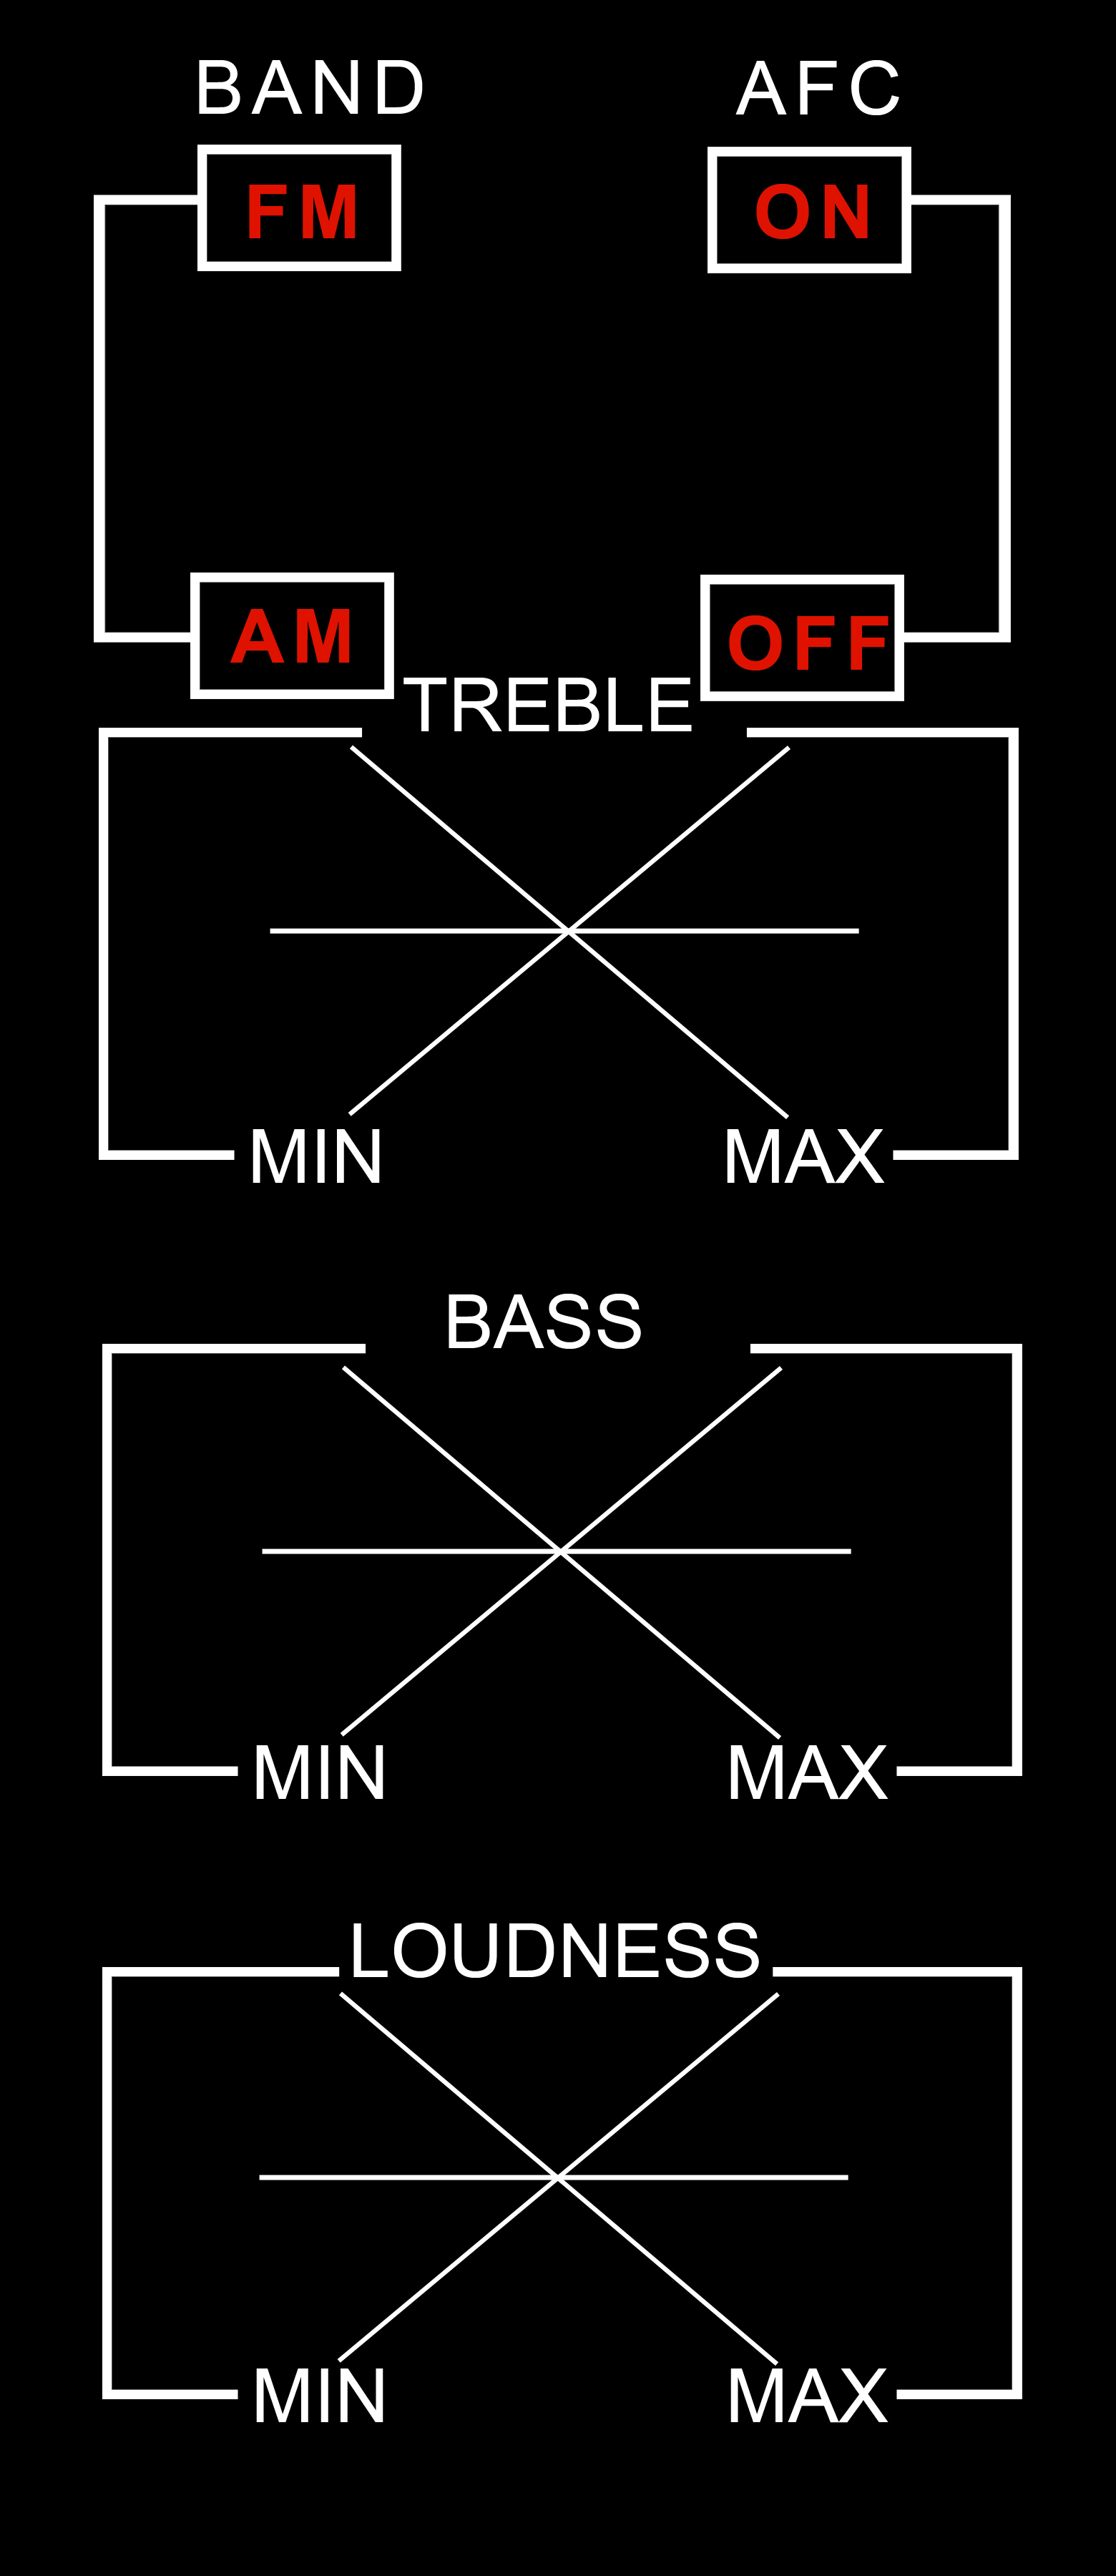 BAND AFC
FM ON
AM OFF
TREBLE
MIN MAX
BASS
MIN MAX
LOUDNESS
MIN MAX